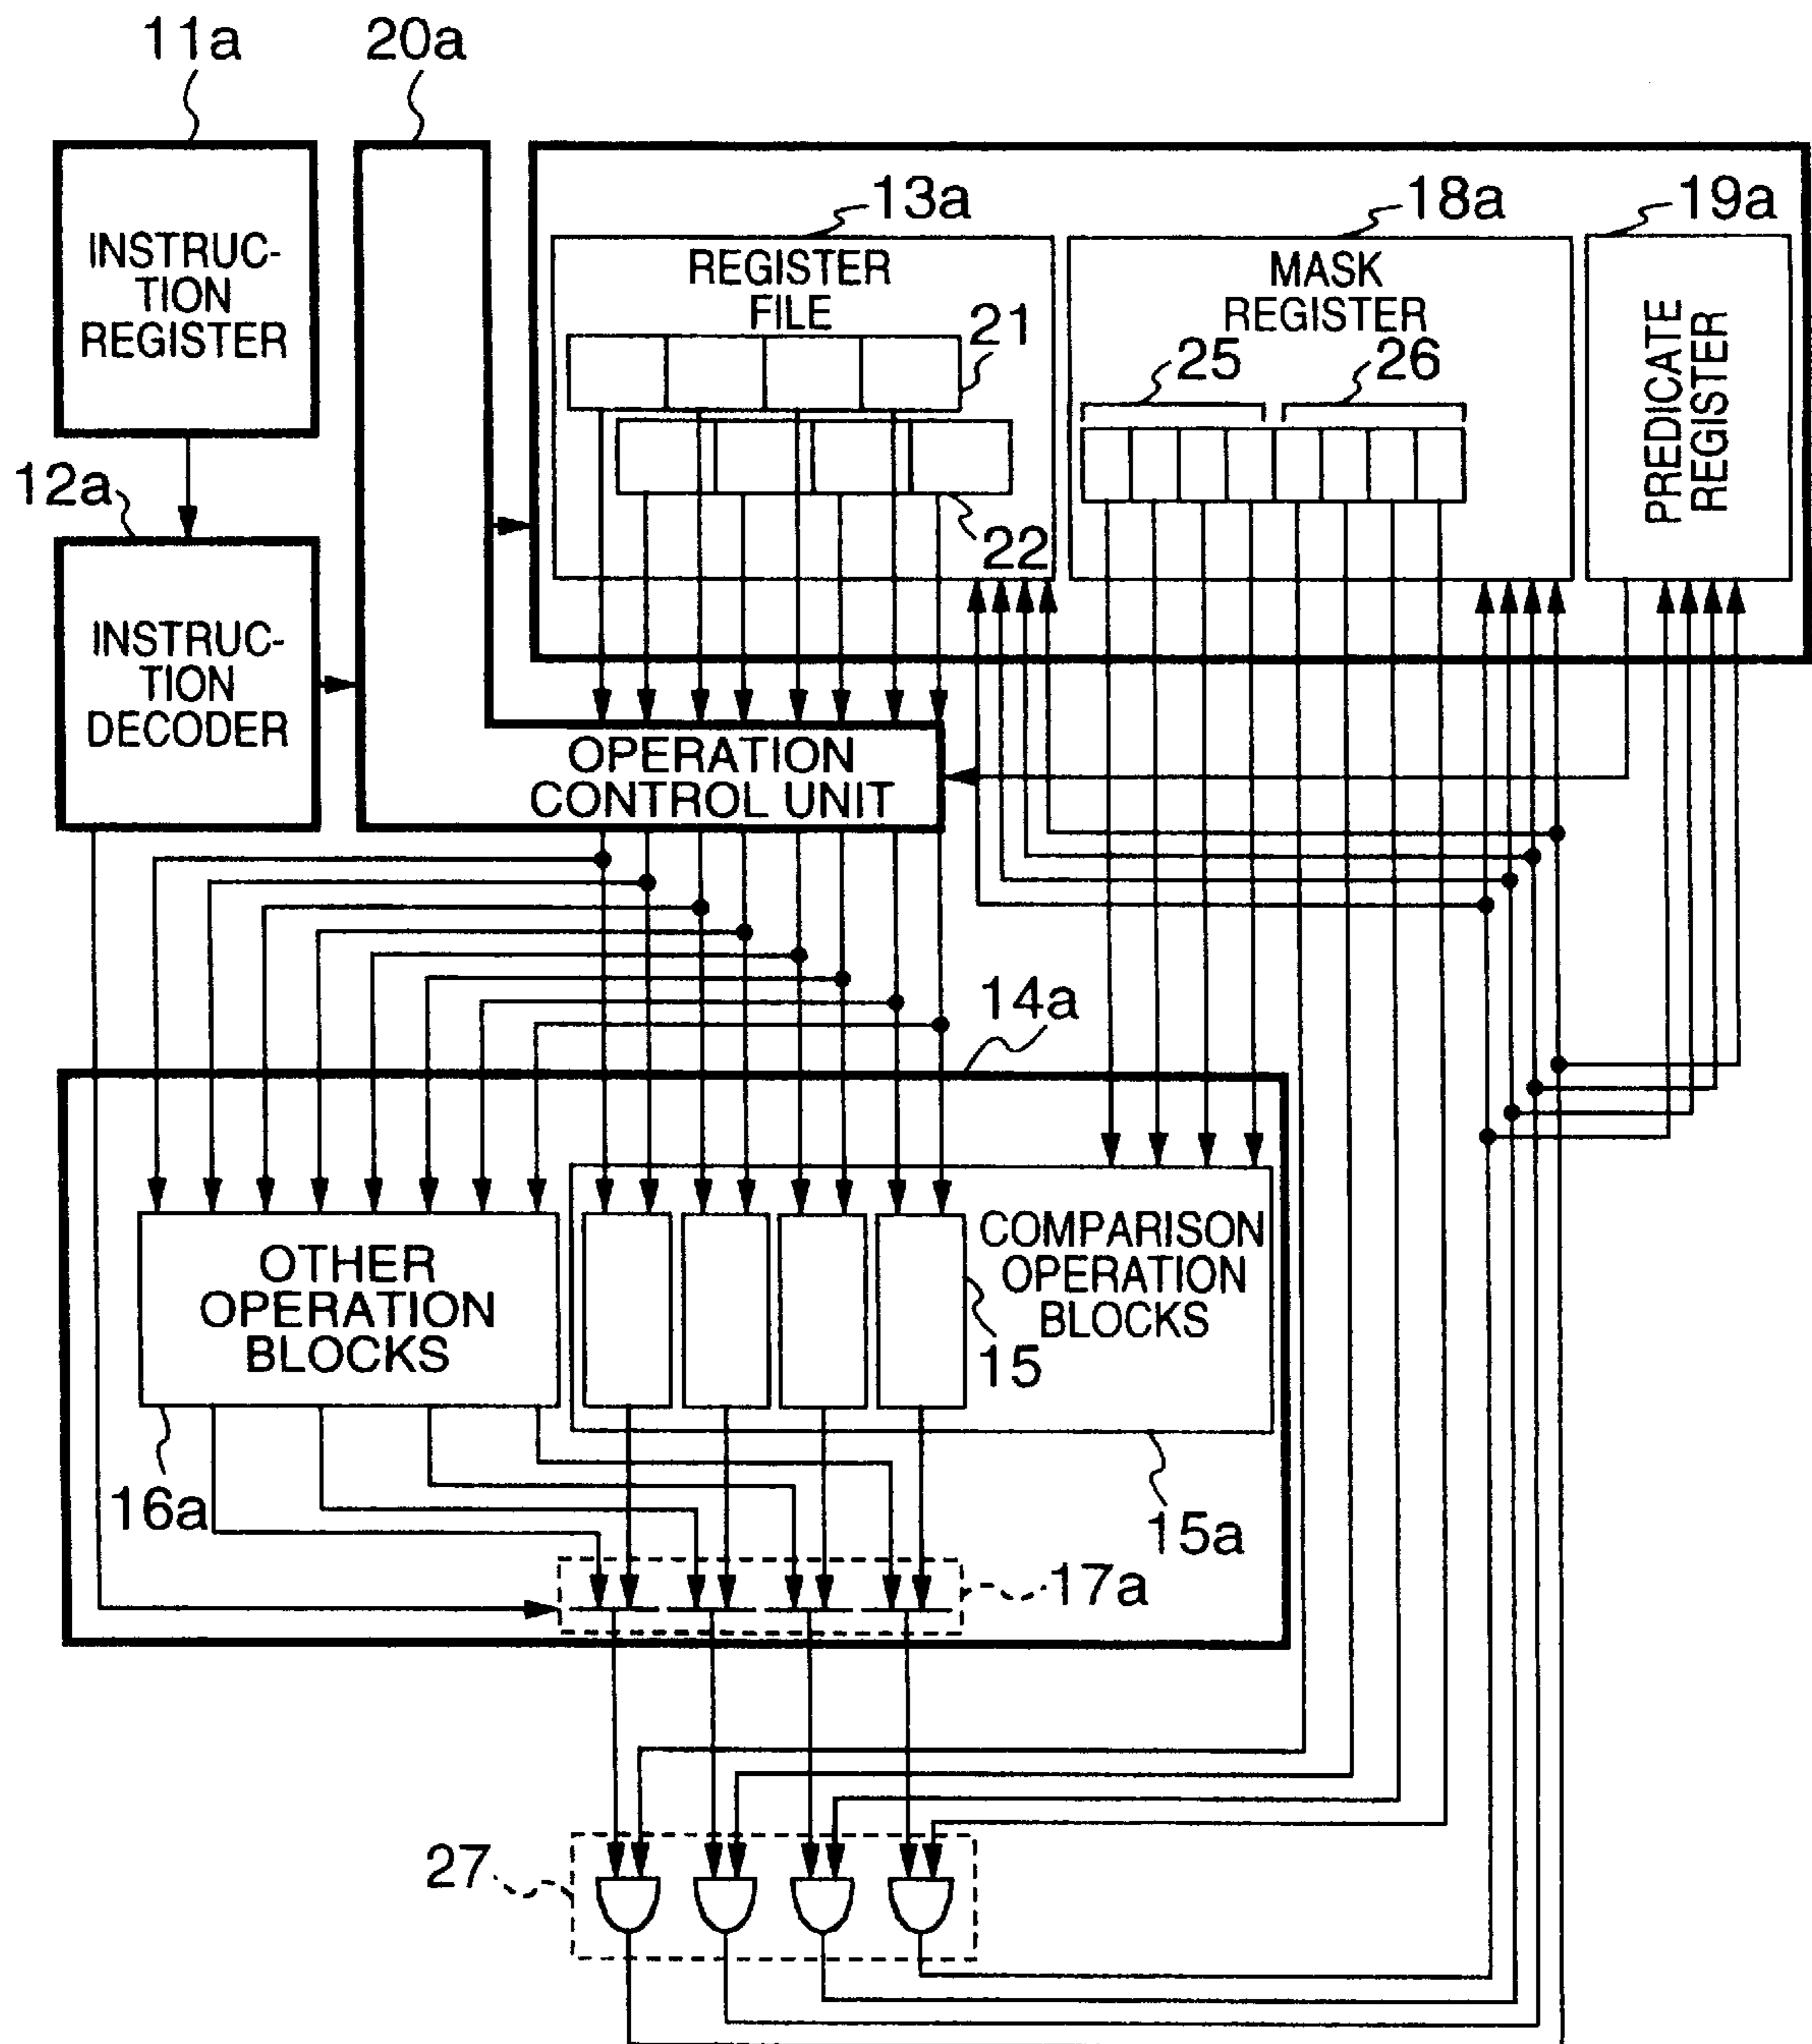 11a
20a
INSTRUC-
TION
REGISTER
13a
18a
19a
REGISTER
FILE
MASK
REGISTER
PREDICATE
REGISTER
21
25
26
22
12a
INSTRUC-
TION
DECODER
OPERATION
CONTROL UNIT
14a
OTHER
OPERATION
BLOCKS
COMPARISON
OPERATION
BLOCKS
15
16a
15a
17a
27